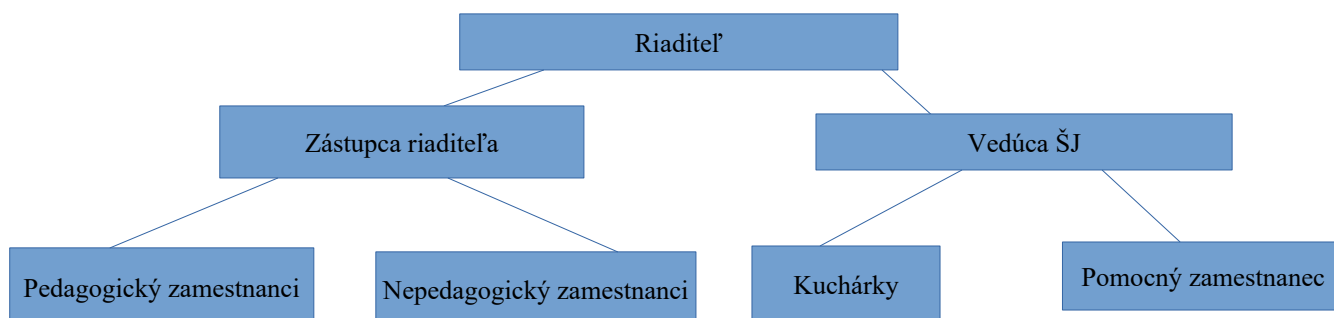 Riaditeľ
Zástupca riaditeľa
Vedúca ŠJ
Pedagogický zamestnanci
Nepedagogický zamestnanci
Kuchárky
Pomocný zamestnanec